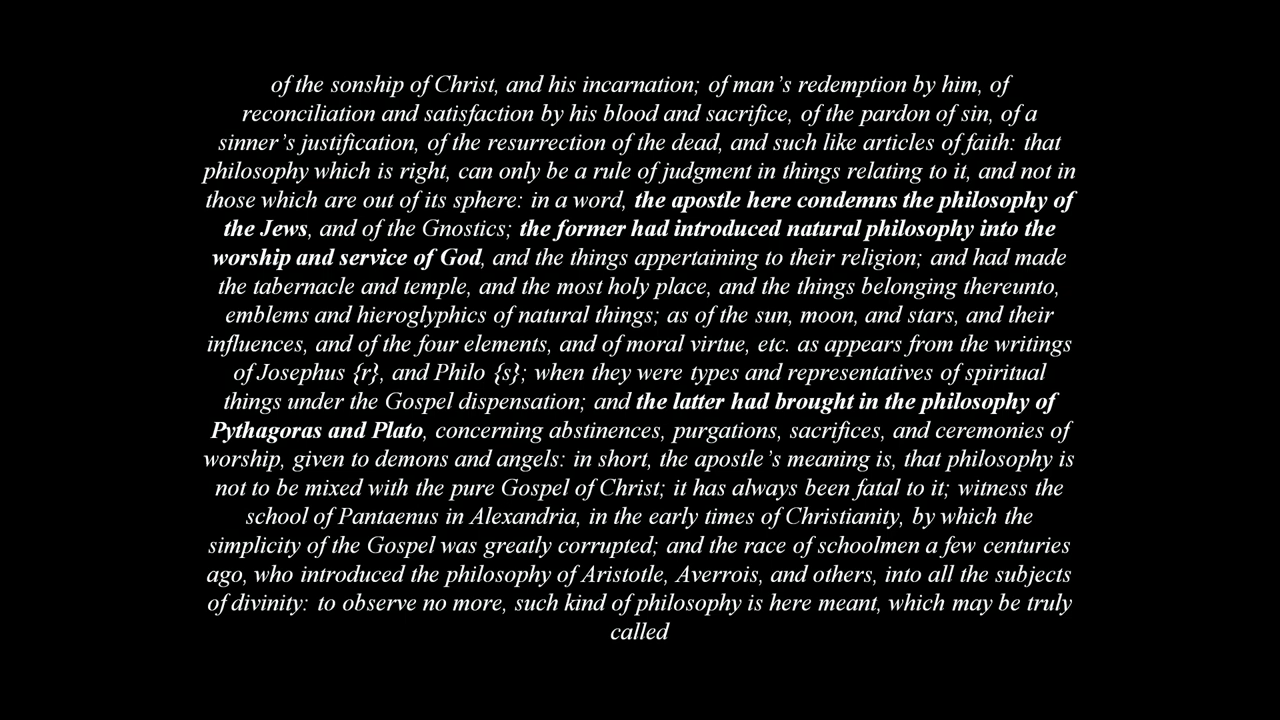 of the sonship of Christ, and his incarnation; of man’s redemption by him, of
reconciliation and satisfaction by his blood and sacrifice, of the pardon of sin, of a
sinner’s justification, of the resurrection of the dead, and such like articles of faith: that
philosophy which is right, can only be a rule of judgment in things relating to it, and not in
those which are out of its sphere: in a word, the apostle here condemns the philosophy of
the Jews, and of the Gnostics; the former had introduced natural philosophy into the
worship and service of God, and the things appertaining to their religion; and had made
the tabernacle and temple, and the most holy place, and the things belonging thereunto,
emblems and hieroglyphics of natural things; as of the sun, moon, and stars, and their
influences, and of the four elements, and of moral virtue, etc. as appears from the writings
of Josephus {r}, and Philo {s}; when they were types and representatives of spiritual
things under the Gospel dispensation; and the latter had brought in the philosophy of
Pythagoras and Plato, concerning abstinences, purgations, sacrifices, and ceremonies of
worship, given to demons and angels: in short, the apostle’s meaning is, that philosophy is
not to be mixed with the pure Gospel of Christ; it has always been fatal to it; witness the
school of Pantaenus in Alexandria, in the early times of Christianity, by which the
simplicity of the Gospel was greatly corrupted; and the race of schoolmen a few centuries
ago, who introduced the philosophy of Aristotle, Averrois, and others, into all the subjects
of divinity: to observe no more, such kind of philosophy is here meant, which may be truly
called